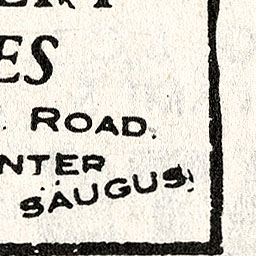 ES
. ROAD.
NTER
SAUGUS.